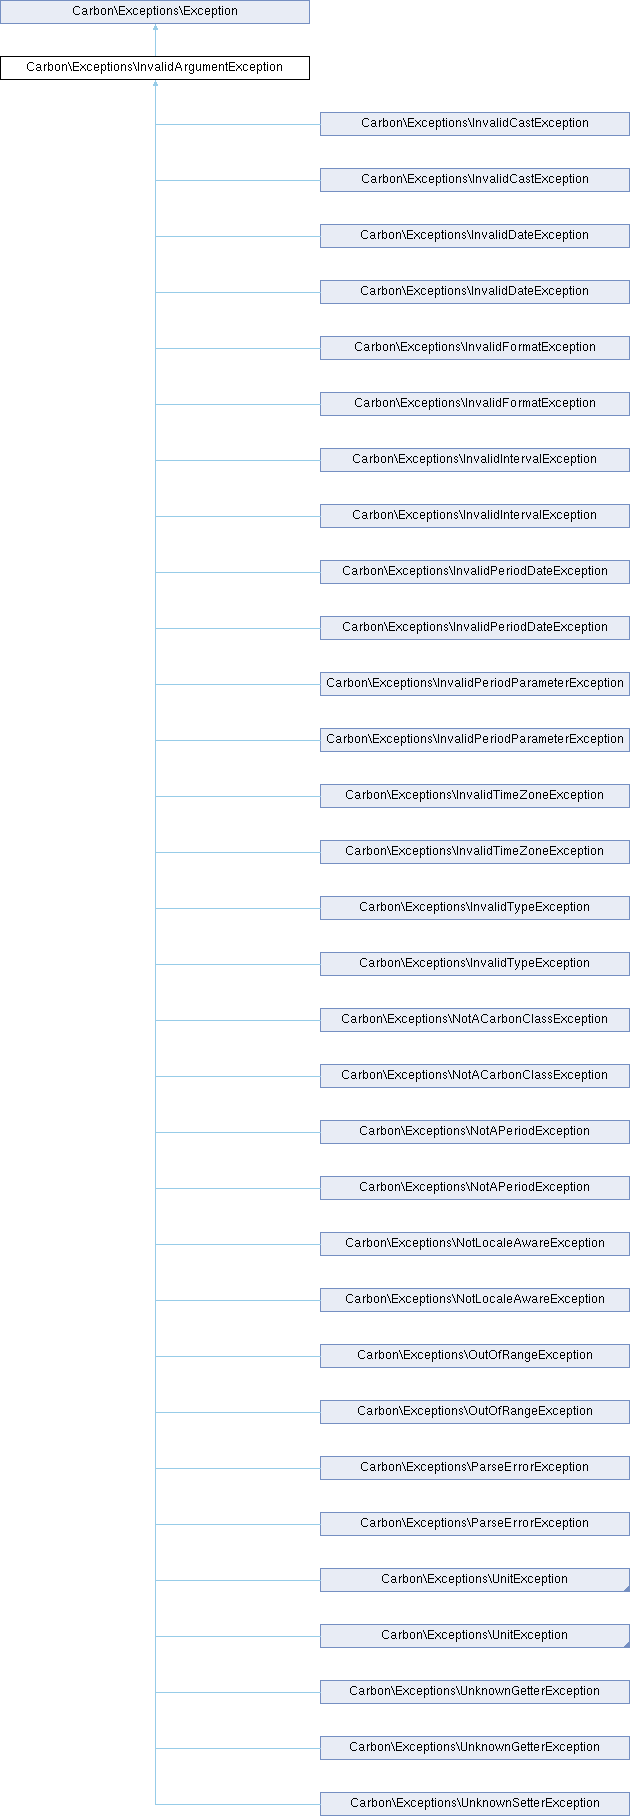 Carbon\Exceptions\Exception
Carbon\Exceptions\InvalidArgumentException
Carbon\Exceptions\InvalidCastException
Carbon\Exceptions\InvalidCastException
Carbon\Exceptions\InvalidDateException
Carbon\Exceptions\InvalidDateException
Carbon\Exceptions\InvalidFormatException
Carbon\Exceptions\InvalidFormatException
Carbon\Exceptions\InvalidIntervalException
Carbon\Exceptions\InvalidIntervalException
Carbon\Exceptions\InvalidPeriodDateException
Carbon\Exceptions\InvalidPeriodDateException
Carbon\Exceptions\InvalidPeriodParameterException
Carbon\Exceptions\InvalidPeriodParameterException
Carbon\Exceptions\InvalidTimeZoneException
Carbon\Exceptions\InvalidTimeZoneException
Carbon\Exceptions\InvalidTypeException
Carbon\Exceptions\InvalidTypeException
Carbon\Exceptions\NotACarbonClassException
Carbon\Exceptions\NotACarbonClassException
Carbon\Exceptions\NotAPeriodException
Carbon\Exceptions\NotAPeriodException
Carbon\Exceptions\NotLocaleAwareException
Carbon\Exceptions\NotLocaleAwareException
Carbon\Exceptions\OutOfRangeException
Carbon\Exceptions\OutOfRangeException
Carbon\Exceptions\ParseErrorException
Carbon\Exceptions\ParseErrorException
Carbon\Exceptions\UnitException
Carbon\Exceptions\UnitException
Carbon\Exceptions\UnknownGetterException
Carbon\Exceptions\UnknownGetterException
Carbon\Exceptions\UnknownSetterException